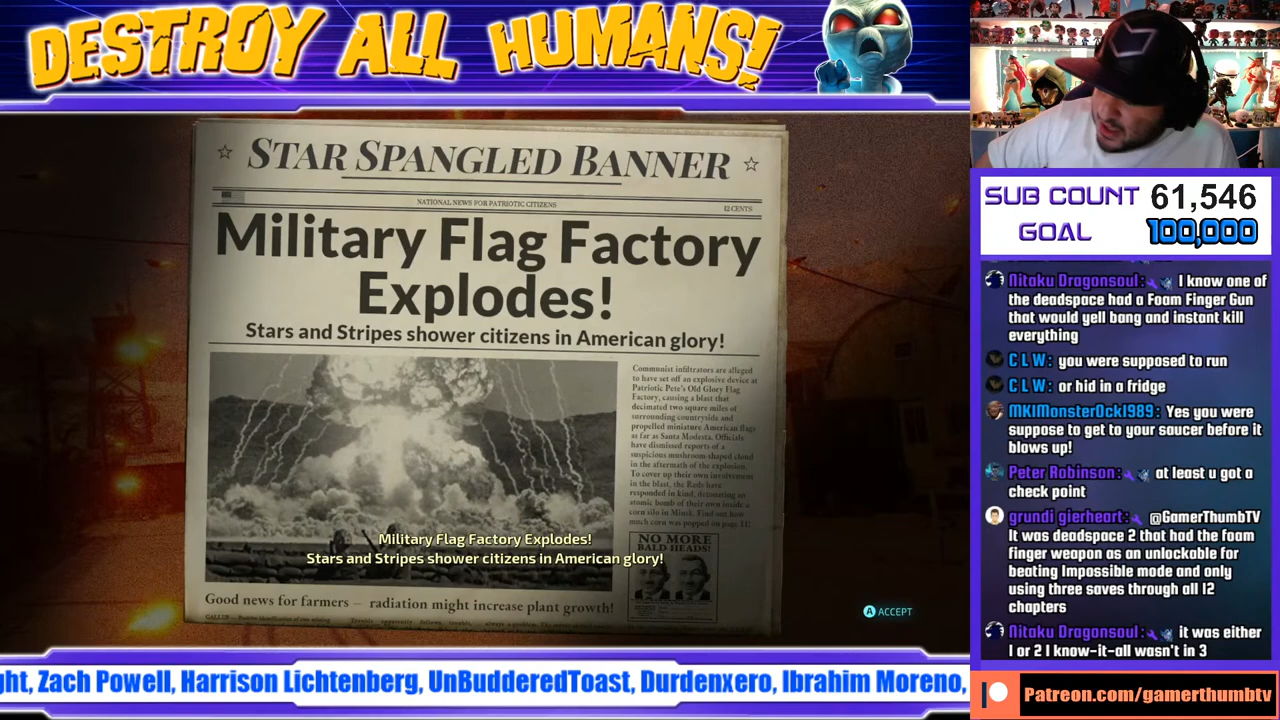 DESTROY ALL HUMANS!
STAR SPANGLED BANNER
NATIONAL NEWS FOR PATRIOTIC CITIZENS
12 CENTS
Military Flag Factory
Explodes!
Stars and Stripes shower citizens in American glory!
Communist infiltrators are alleged
to have set off an explosive device at
Patriotic Pete's Old Glory Flag
Factory, causing a blast that
decimated two square miles of
surrounding countryside and
propelled miniature American flags
as far as Santa Modesta. Officials
have dismissed reports of a
suspicious mushroom-shaped cloud
in the aftermath of the explosion.
To cover up their own involvement
in the blast, the Reds have
responded in kind, detonating an
atomic bomb of their own inside a
corn silo in Minsk. Find out how
much corn was popped on page 11)
NO MORE
BALD HEADS!
Military Flag Factory Explodes!
Stars and Stripes shower citizens in American glory!
Good news for farmers – radiation might increase plant growth!
A ACCEPT
SUB COUNT 61,546
GOAL 100,000
Nitaku Dragonsoul: I know one of
the deadspace had a Foam Finger Gun
that would yell bang and instant kill
everything
C L W: you were supposed to run
C L W: or hid in a fridge
MK1MonsterOck1989: Yes you were
suppose to get to your saucer before it
blows up!
Peter Robinson: at least u got a
check point
grundi gierheart: @GamerThumbTV
It was deadspace 2 that had the foam
finger weapon as an unlockable for
beating Impossible mode and only
using three saves through all 12
chapters
Nitaku Dragonsoul: it was either
1 or 2 I know-it-all wasn't in 3
ght, Zach Powell, Harrison Lichtenberg, UnBudderedToast, Durdenxero, Ibrahim Moreno,
Patreon.com/gamerthumbtv